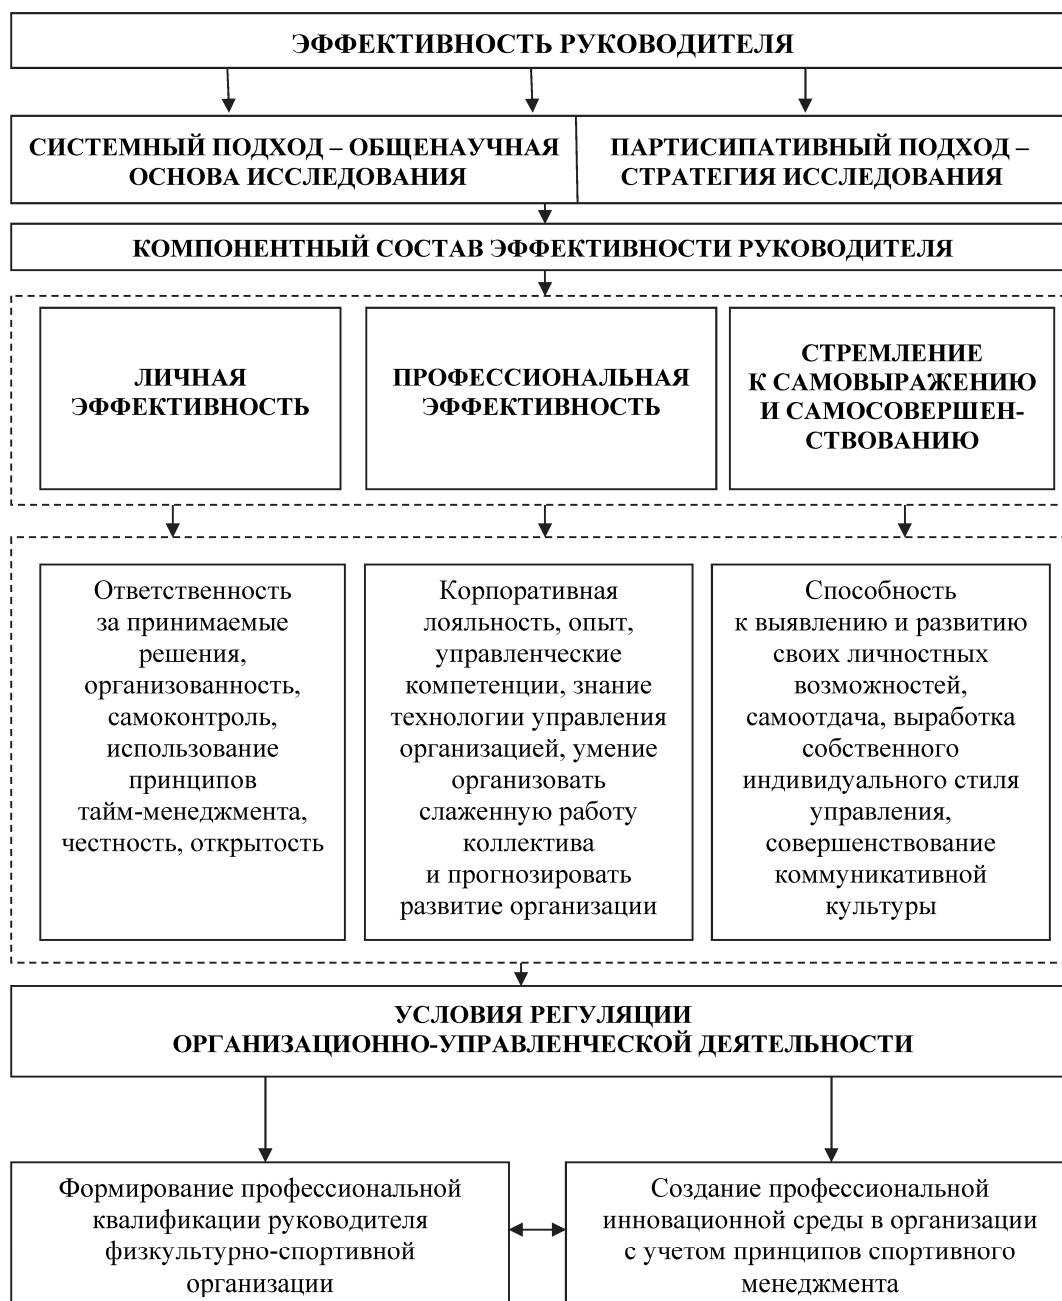 ЭФФЕКТИВНОСТЬ РУКОВОДИТЕЛЯ
СИСТЕМНЫЙ ПОДХОД – ОБЩЕНАУЧНАЯ
ОСНОВА ИССЛЕДОВАНИЯ
ПАРТИСИПАТИВНЫЙ ПОДХОД –
СТРАТЕГИЯ ИССЛЕДОВАНИЯ
КОМПОНЕНТНЫЙ СОСТАВ ЭФФЕКТИВНОСТИ РУКОВОДИТЕЛЯ
ЛИЧНАЯ
ЭФФЕКТИВНОСТЬ
ПРОФЕССИОНАЛЬНАЯ
ЭФФЕКТИВНОСТЬ
СТРЕМЛЕНИЕ
К САМОВЫРАЖЕНИЮ
И САМОСОВЕРШЕН-
СТВОВАНИЮ
Ответственность
за принимаемые
решения,
организованность,
самоконтроль,
использование
принципов
тайм-менеджмента,
честность, открытость
Корпоративная
лояльность, опыт,
управленческие
компетенции, знание
технологии управления
организацией, умение
организовать
слаженную работу
коллектива
и прогнозировать
развитие организации
Способность
к выявлению и развитию
своих личностных
возможностей,
самоотдача, выработка
собственного
индивидуального стиля
управления,
совершенствование
коммуникативной
культуры
УСЛОВИЯ РЕГУЛЯЦИИ
ОРГАНИЗАЦИОННО-УПРАВЛЕНЧЕСКОЙ ДЕЯТЕЛЬНОСТИ
Формирование профессиональной
квалификации руководителя
физкультурно-спортивной
организации
Создание профессиональной
инновационной среды в организации
с учетом принципов спортивного
менеджмента